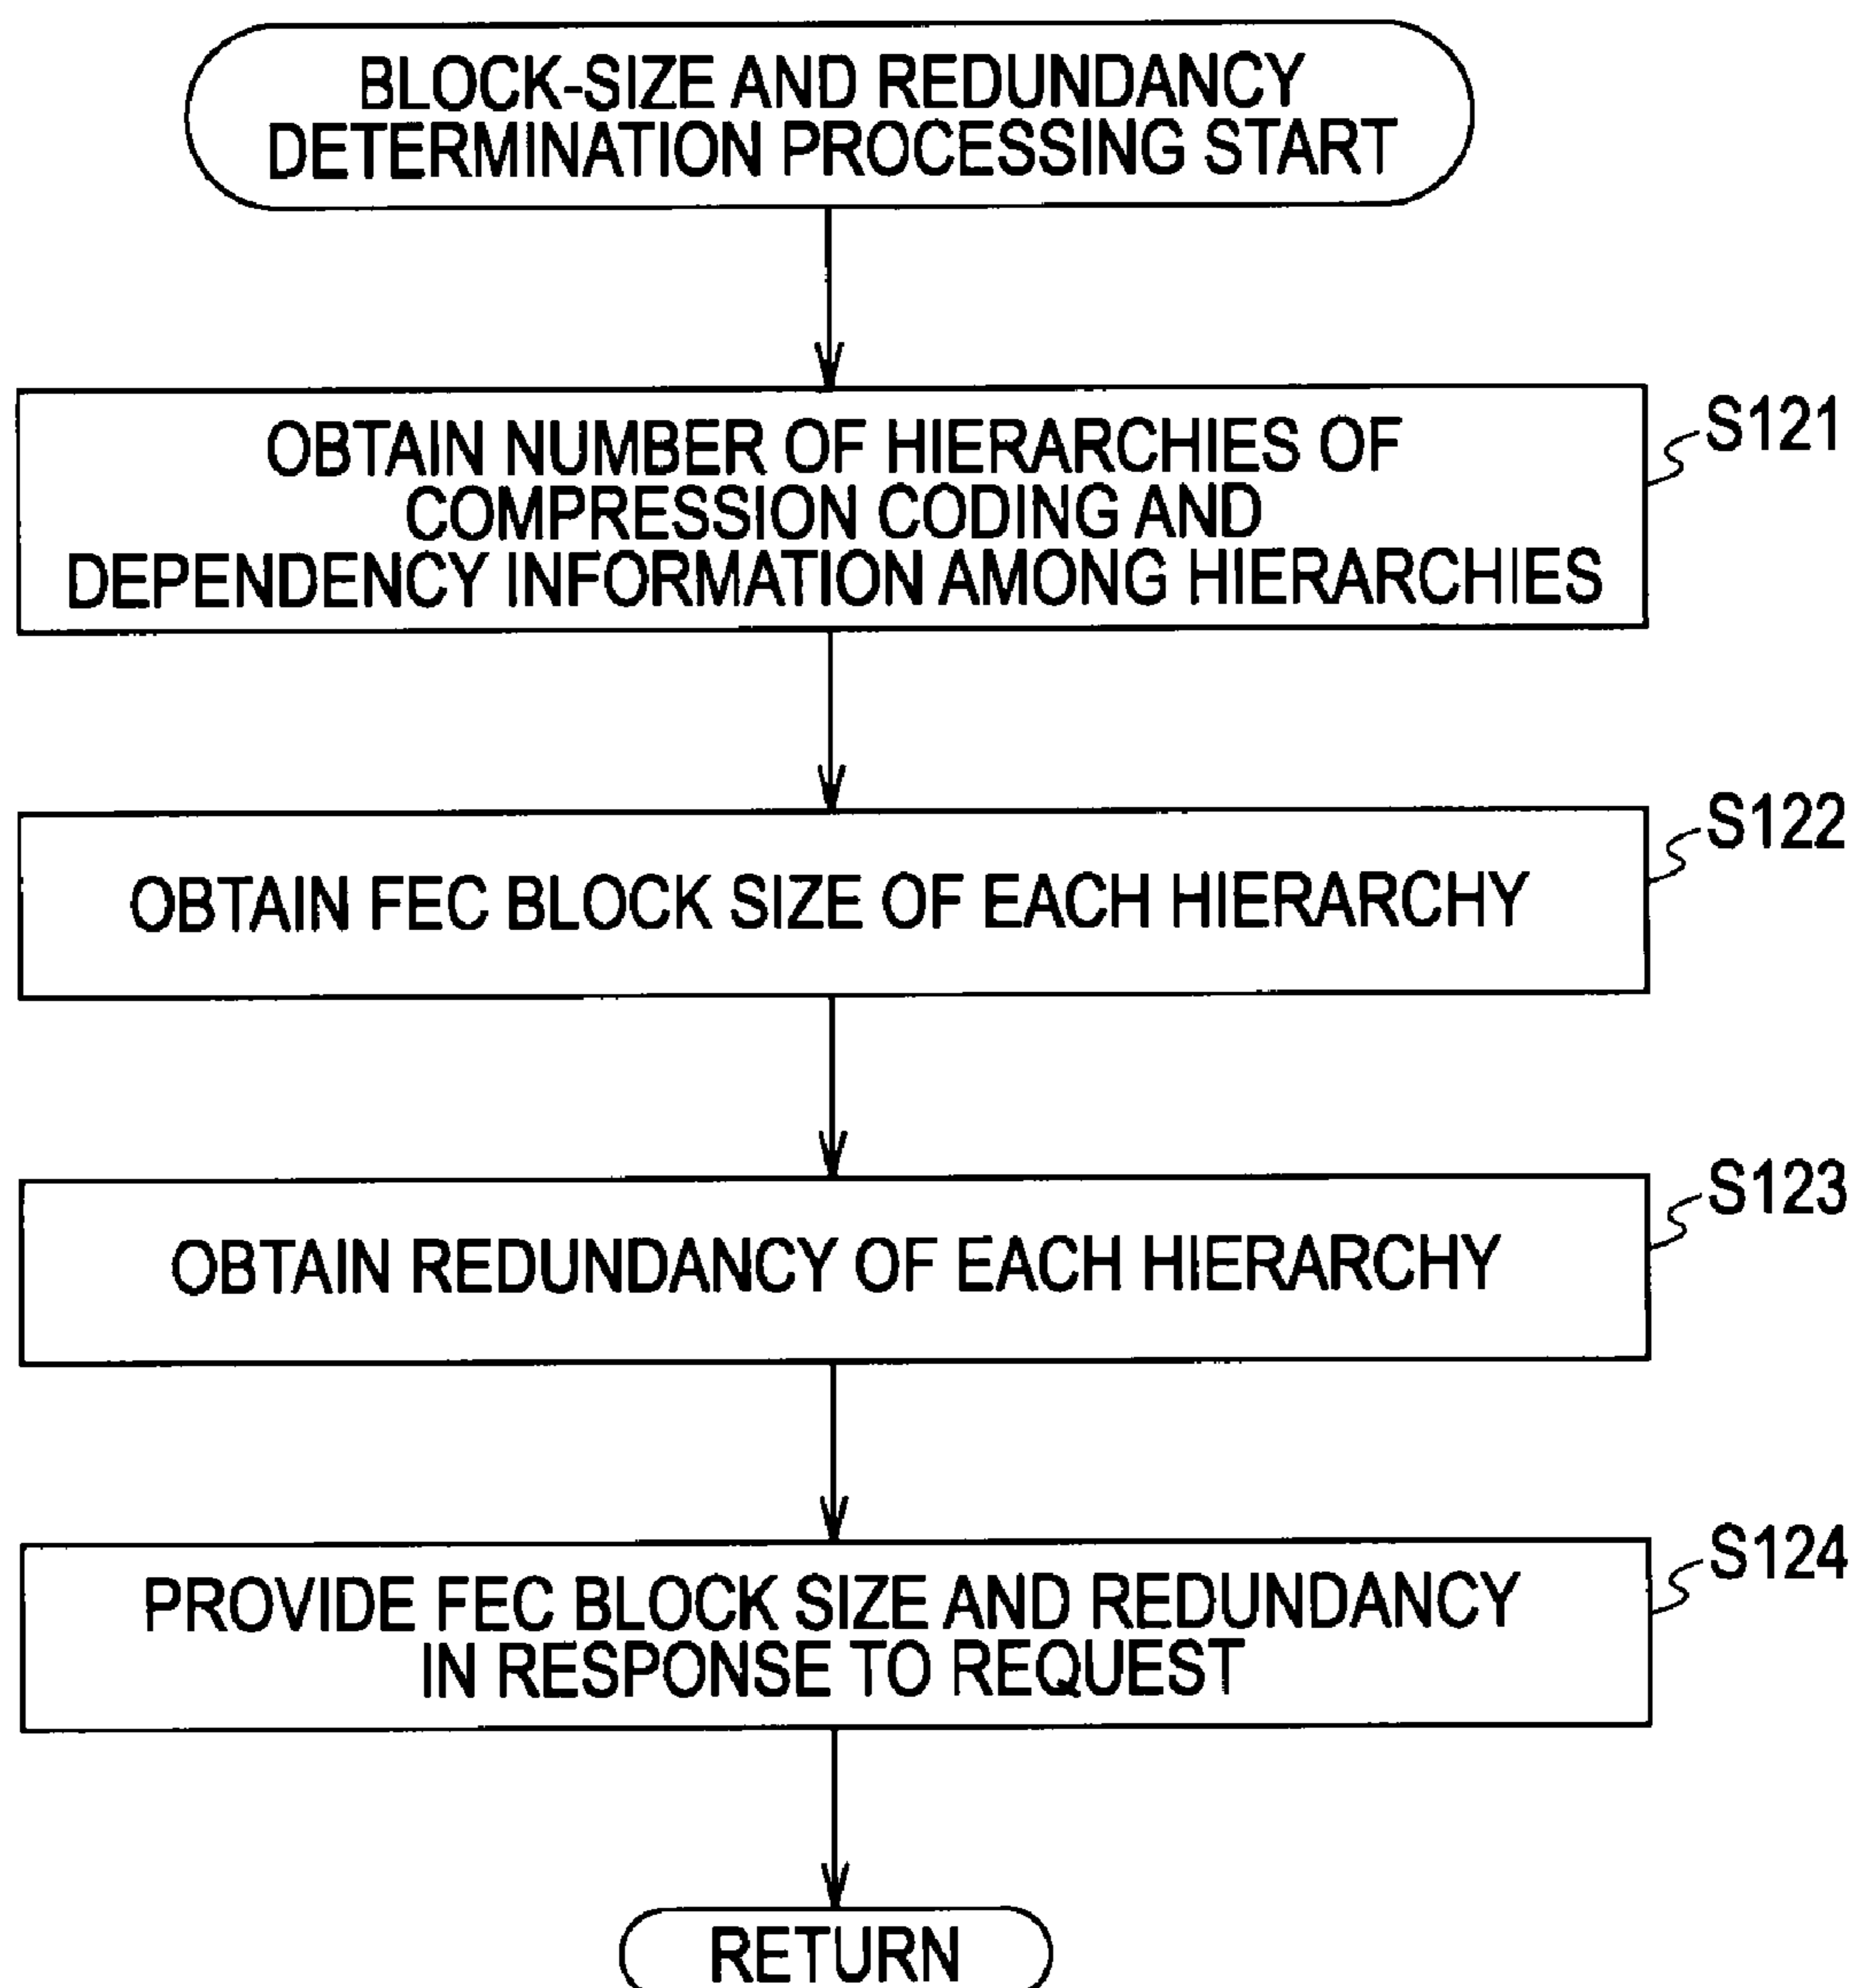 BLOCK-SIZE AND REDUNDANCY
DETERMINATION PROCESSING START
S121
OBTAIN NUMBER OF HIERARCHIES OF
COMPRESSION CODING AND
DEPENDENCY INFORMATION AMONG HIERARCHIES
S122
OBTAIN FEC BLOCK SIZE OF EACH HIERARCHY
S123
OBTAIN REDUNDANCY OF EACH HIERARCHY
S124
PROVIDE FEC BLOCK SIZE AND REDUNDANCY
IN RESPONSE TO REQUEST
RETURN